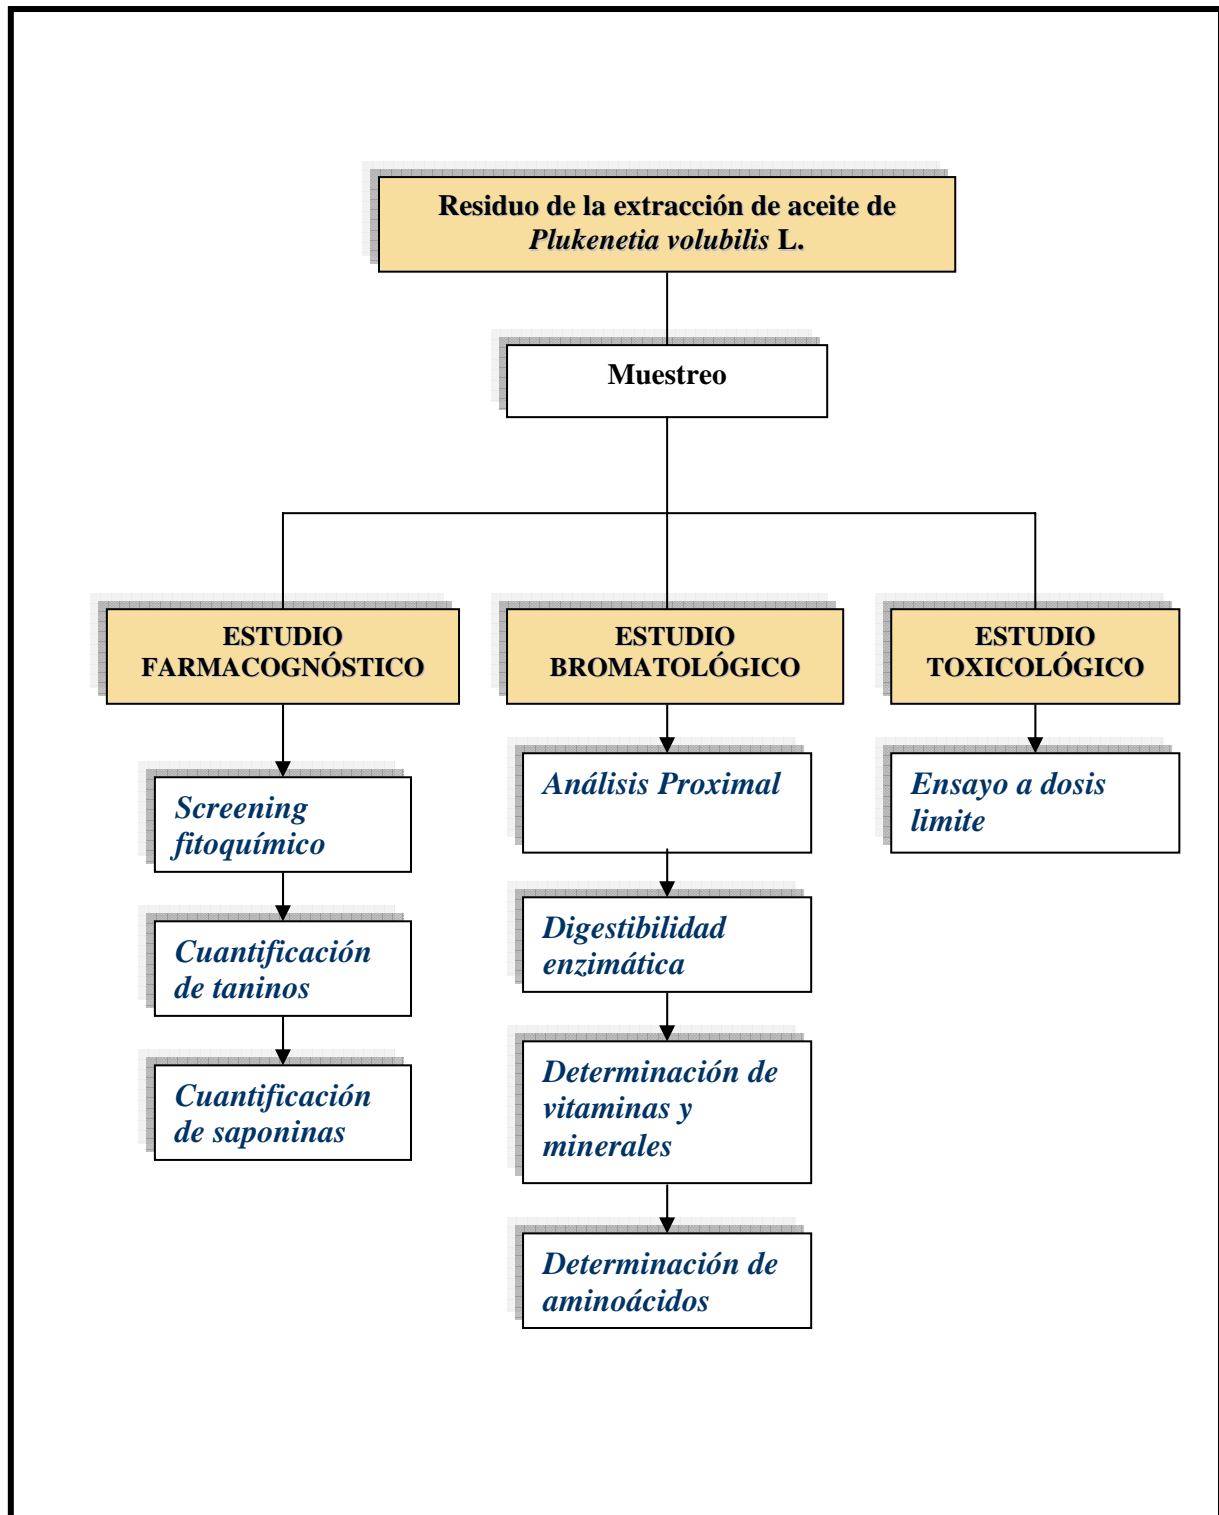 Residuo de la extracción de aceite de
Plukenetia volubilis L.
Muestreo
ESTUDIO
FARMACOGNÓSTICO
Screening
fitoquímico
Cuantificación
de taninos
Cuantificación
de saponinas
ESTUDIO
BROMATOLÓGICO
Análisis Proximal
Digestibilidad
enzimática
Determinación de
vitaminas y
minerales
Determinación de
aminoácidos
ESTUDIO
TOXICOLÓGICO
Ensayo a dosis
limite